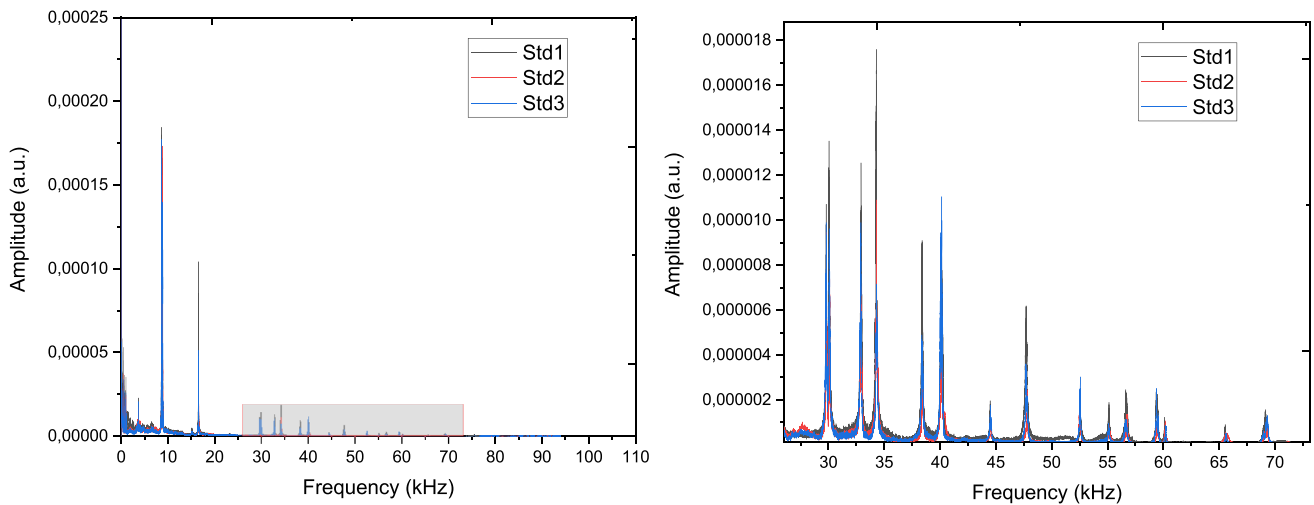 0,00025
0,00020
0,00015
0,00010
0,00005
0,00000
Amplitude (a.u.)
Std1
Std2
Std3
0 10 20 30 40 50 60 70 80 90 100 110
Frequency (kHz)
0,000018
0,000016
0,000014
0,000012
0,000010
0,000008
0,000006
0,000004
0,000002
Amplitude (a.u.)
Std1
Std2
Std3
30 35 40 45 50 55 60 65 70
Frequency (kHz)